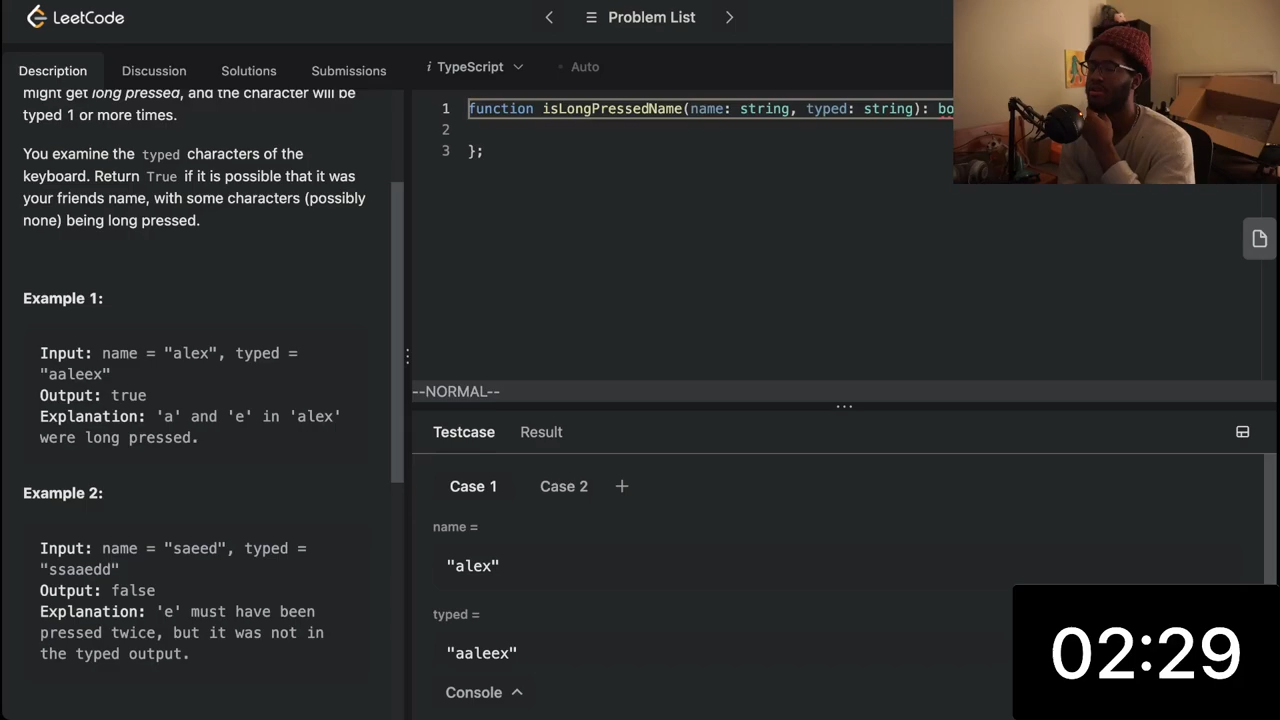 LeetCode
Problem List
Description
Discussion
Solutions
Submissions
might get long pressed, and the character will be
typed 1 or more times.
You examine the typed characters of the
keyboard. Return True if it is possible that it was
your friends name, with some characters (possibly
none) being long pressed.
Example 1:
Input: name = "alex", typed =
"aaleex"
Output: true
Explanation: 'a' and 'e' in 'alex'
were long pressed.
Example 2:
Input: name = "saeed", typed =
"ssaaedd"
Output: false
Explanation: 'e' must have been
pressed twice, but it was not in
the typed output.
i TypeScript
Auto
1 function isLongPressedName(name: string, typed: string): bo
2
3 };
--NORMAL--
Testcase
Result
Case 1
Case 2
name =
"alex"
typed =
"aaleex"
Console
02:29